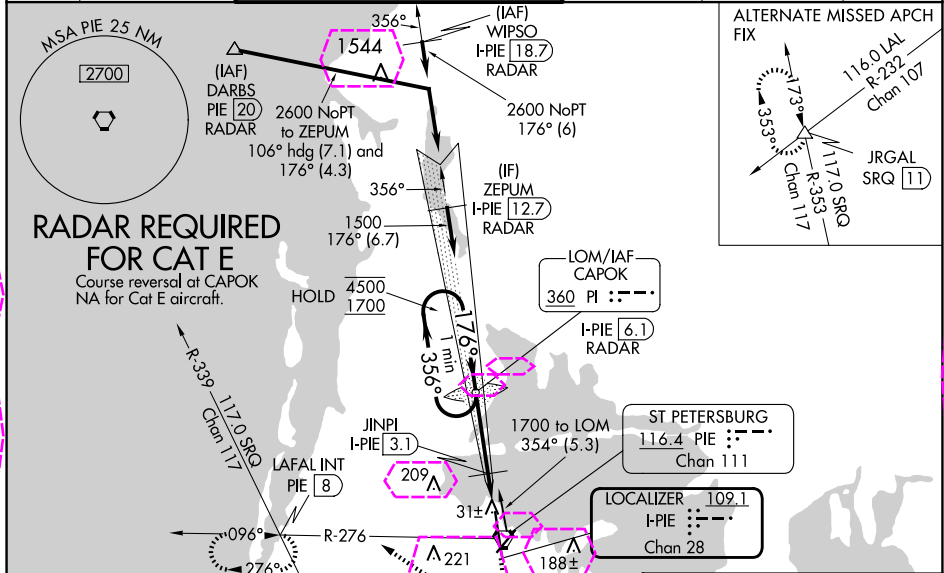 MSA PIE 25 NM
2700
(IAF)
DARBS
PIE 20
RADAR
1544
356°
(IAF)
WIPSO
I-PIE 18.7
RADAR
2600 NoPT
to ZEPUM
106° hdg (7.1) and
176° (4.3)
2600 NoPT
176° (6)
ALTERNATE MISSED APCH
FIX
116.0 LAL
R-232
Chan 107
173°
353°
JRGAL
SRQ 11
117.0 SRQ
R-353
Chan 117
RADAR REQUIRED
FOR CAT E
Course reversal at CAPOK
NA for Cat E aircraft.
356°
(IF)
ZEPUM
I-PIE 12.7
RADAR
1500
176° (6.7)
HOLD
4500
1700
176°
1 min
356°
LOM/IAF
CAPOK
360 PI
I-PIE 6.1
RADAR
R-339
117.0 SRQ
Chan 117
JINPI
I-PIE 3.1
1700 to LOM
354° (5.3)
ST PETERSBURG
116.4 PIE
Chan 111
LAFAL INT
PIE 8
209
31±
LOCALIZER 109.1
I-PIE
Chan 28
096°
R-276
276°
221
188±